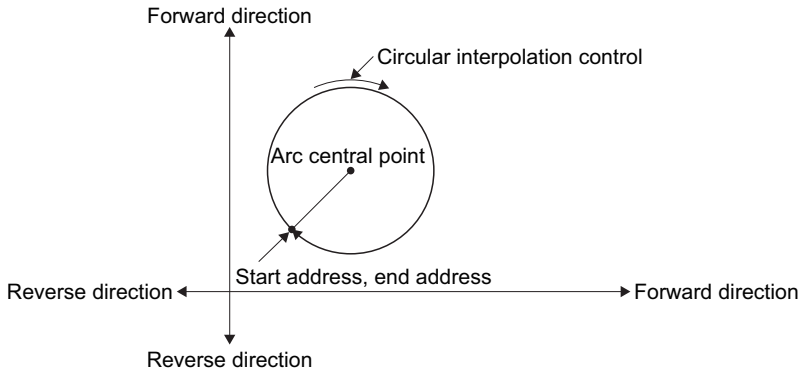 Forward direction
Circular interpolation control
Arc central point
Start address, end address
Reverse direction
Forward direction
Reverse direction